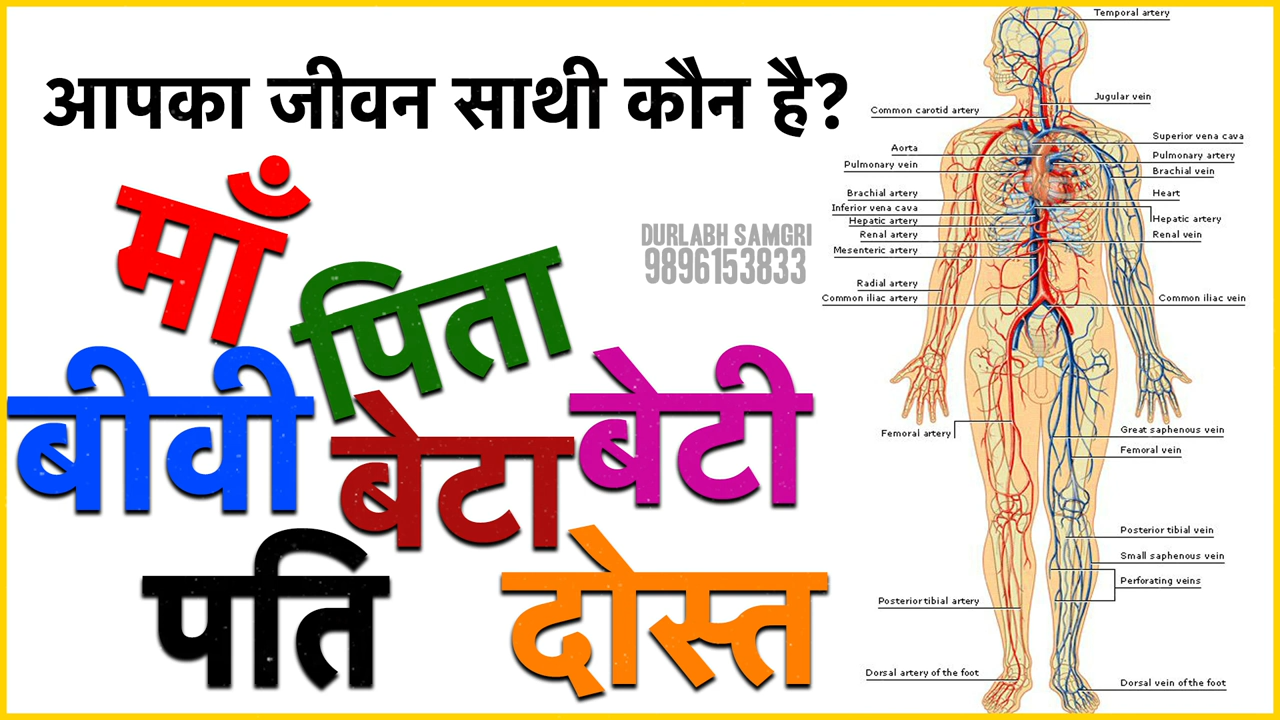 आपका जीवन साथी कौन है?
माँ
पिता
बीवी
बेटा
बेटी
पति
दोस्त
DURLABH SAMGRI
9896153833
Temporal artery
Jugular vein
Common carotid artery
Superior vena cava
Aorta
Pulmonary artery
Pulmonary vein
Brachial vein
Brachial artery
Heart
Inferior vena cava
Hepatic artery
Hepatic artery
Renal artery
Renal vein
Mesenteric artery
Radial artery
Common iliac artery
Common iliac vein
Femoral artery
Great saphenous vein
Femoral vein
Posterior tibial vein
Small saphenous vein
Perforating veins
Posterior tibial artery
Dorsal artery of the foot
Dorsal vein of the foot